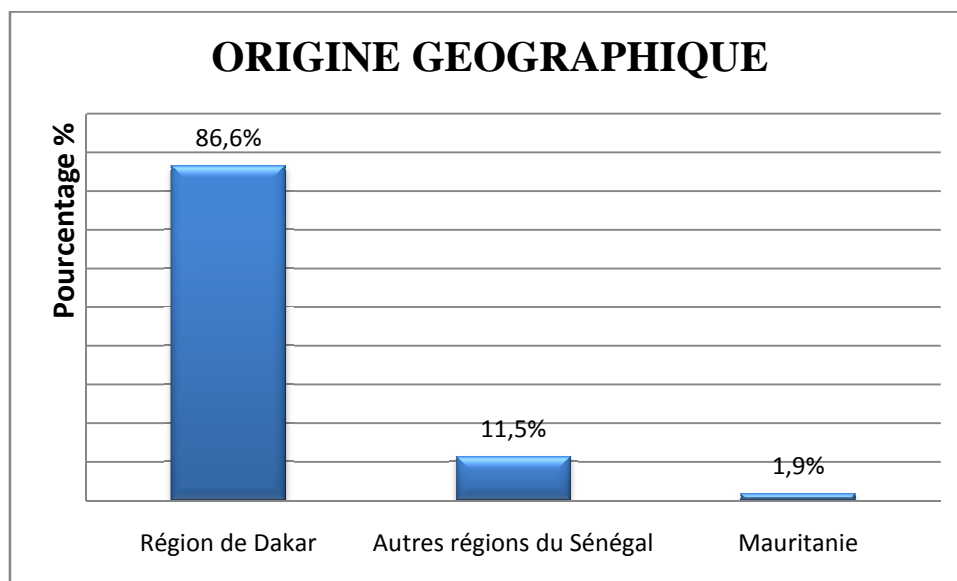 ORIGINE GEOGRAPHIQUE
Pourcentage %
86,6%
11,5%
1,9%
Région de Dakar
Autres régions du Sénégal
Mauritanie